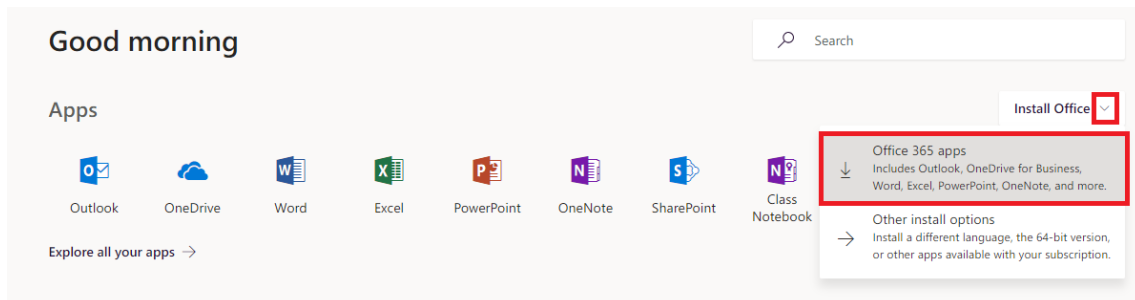 Good morning
Search
Apps
Install Office
Office 365 apps
Includes Outlook, OneDrive for Business,
Word, Excel, PowerPoint, OneNote, and more.
Outlook
OneDrive
Word
Excel
PowerPoint
OneNote
SharePoint
Class
Notebook
Other install options
Install a different language, the 64-bit version,
or other apps available with your subscription.
Explore all your apps